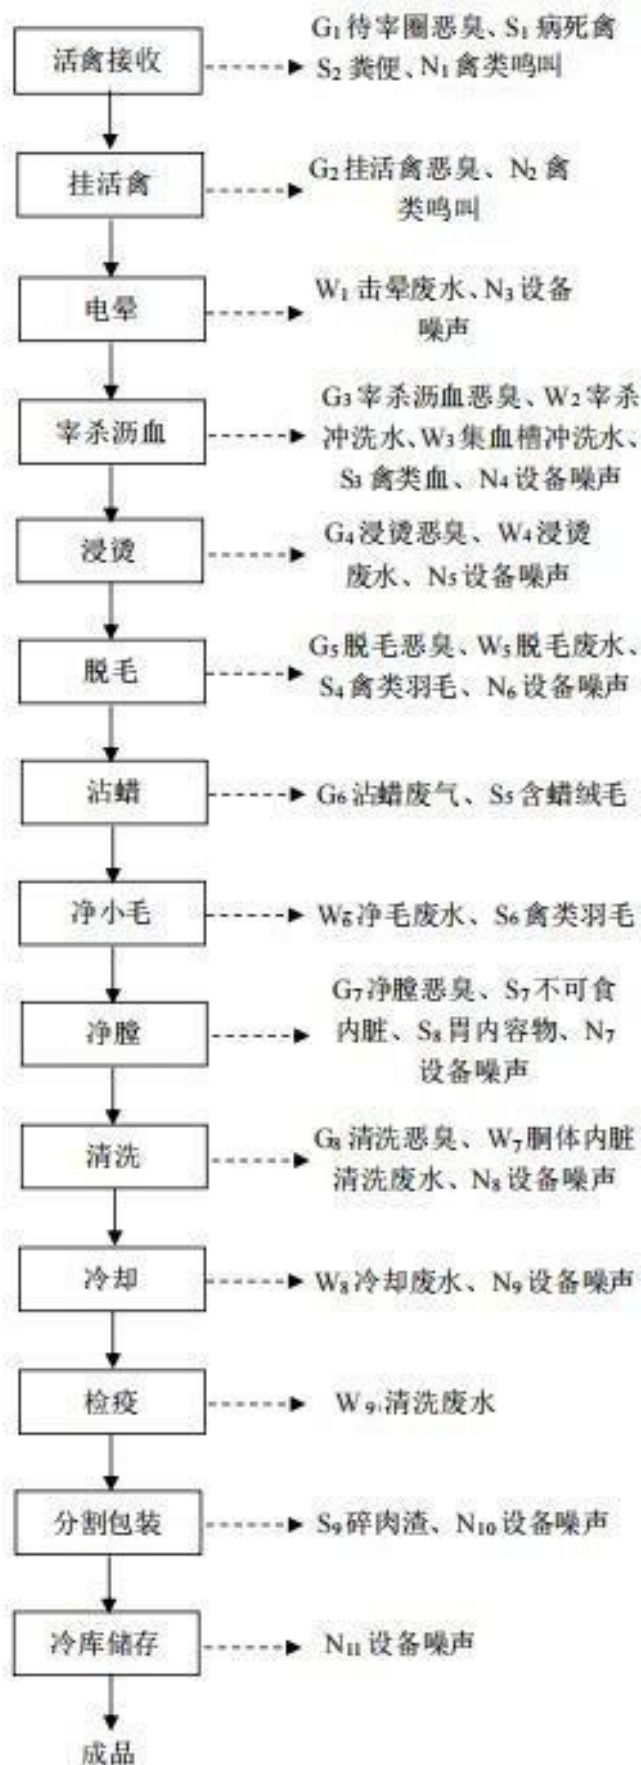 活禽接收
G₁待宰圈恶臭、S₁病死禽
S₂粪便、N₁禽类鸣叫
挂活禽
G₂挂活禽恶臭、N₂禽
类鸣叫
电晕
W₁击晕废水、N₃设备
噪声
宰杀沥血
G₃宰杀沥血恶臭、W₂宰杀
冲洗水、W₃集血槽冲洗水、
S₃禽类血、N₄设备噪声
浸烫
G₄浸烫恶臭、W₄浸烫
废水、N₅设备噪声
脱毛
G₅脱毛恶臭、W₅脱毛废水、
S₄禽类羽毛、N₆设备噪声
沾蜡
G₆沾蜡废气、S₅含蜡绒毛
净小毛
W₆净毛废水、S₆禽类羽毛
净膛
G₇净膛恶臭、S₇不可食
内脏、S₈胃内容物、N₇
设备噪声
清洗
G₈清洗恶臭、W₇胴体内脏
清洗废水、N₈设备噪声
冷却
W₈冷却废水、N₉设备噪声
检疫
W₉清洗废水
分割包装
S₉碎肉渣、N₁₀设备噪声
冷库储存
N₁₁设备噪声
成品